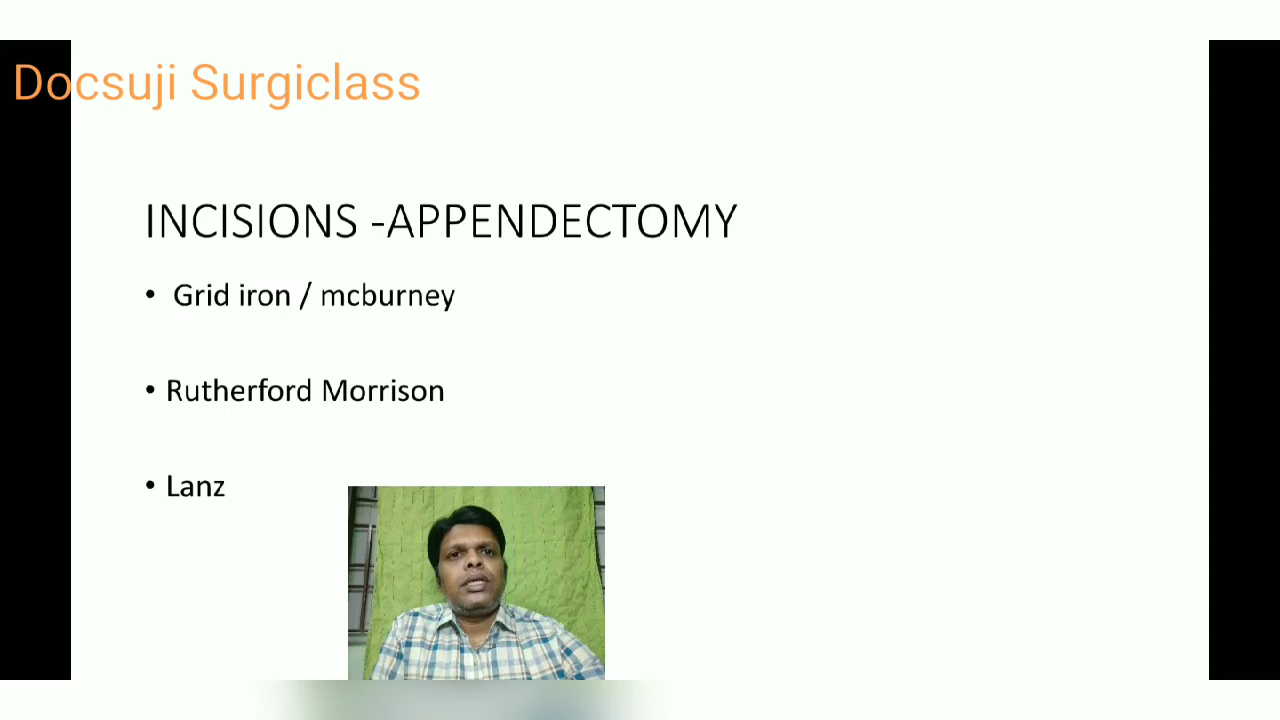 Docsuji Surgiclass
INCISIONS -APPENDECTOMY
• Grid iron / mcburney
• Rutherford Morrison
• Lanz